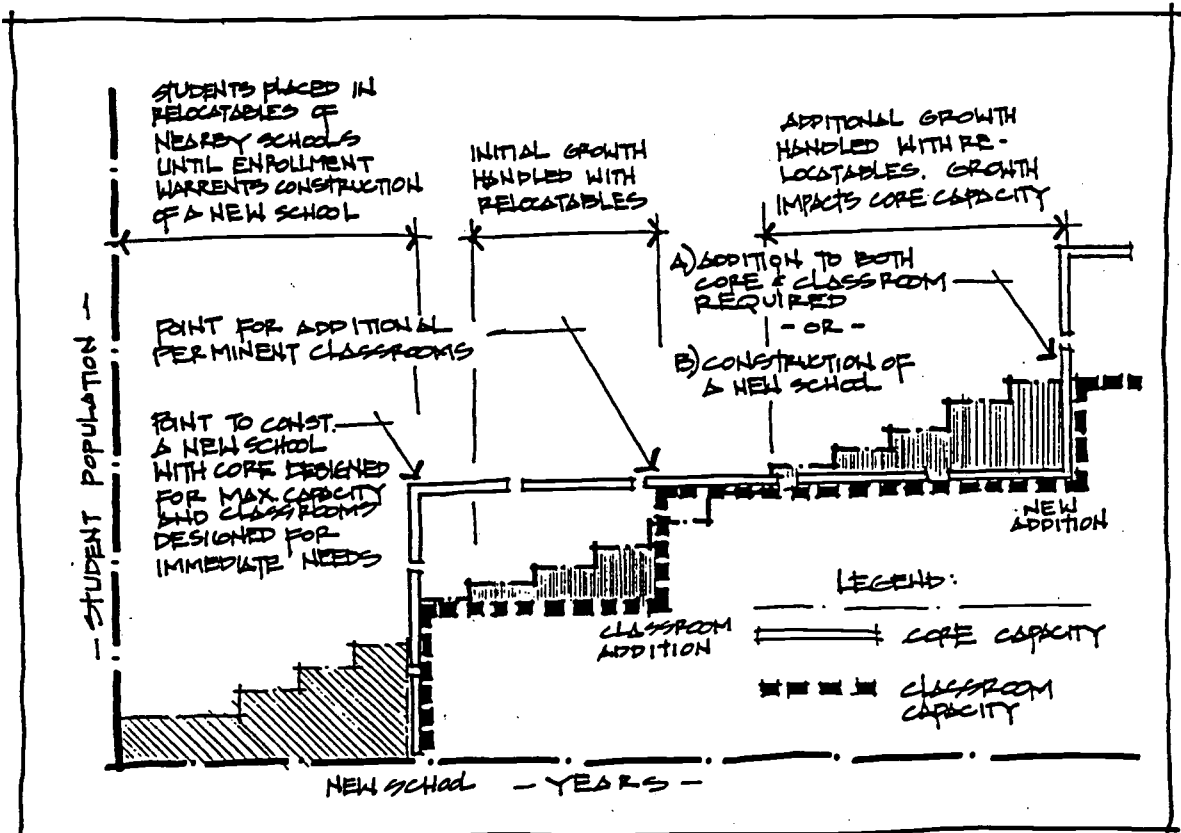 STUDENTS PLACED IN
RELOCATABLES OF
NEARBY SCHOOLS
UNTIL ENROLLMENT
WARRENTS CONSTRUCTION
OF A NEW SCHOOL
INITIAL GROWTH
HANDLED WITH
RELOCATABLES
ADDITIONAL GROWTH
HANDLED WITH RE-
LOCATABLES. GROWTH
IMPACTS CORE CAPACITY
A) ADDITION TO BOTH
CORE & CLASSROOM
REQUIRED
- OR -
B) CONSTRUCTION OF
A NEW SCHOOL
POINT FOR ADDITIONAL
PERMINENT CLASSROOMS
POINT TO CONST.
A NEW SCHOOL
WITH CORE DESIGNED
FOR MAX. CAPACITY
AND CLASSROOMS
DESIGNED FOR
IMMEDIATE NEEDS
- STUDENT POPULATION -
NEW
ADDITION
CLASSROOM
ADDITION
LEGEND:
CORE CAPACITY
CLASSROOM
CAPACITY
NEW SCHOOL - YEARS -